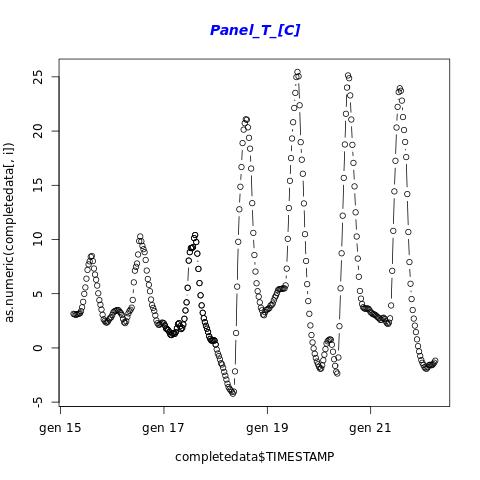 Panel_T_[C]
as.numeric(completedata[, i])
25
20
15
10
5
0
-5
gen 15
gen 17
gen 19
gen 21
completedata$TIMESTAMP